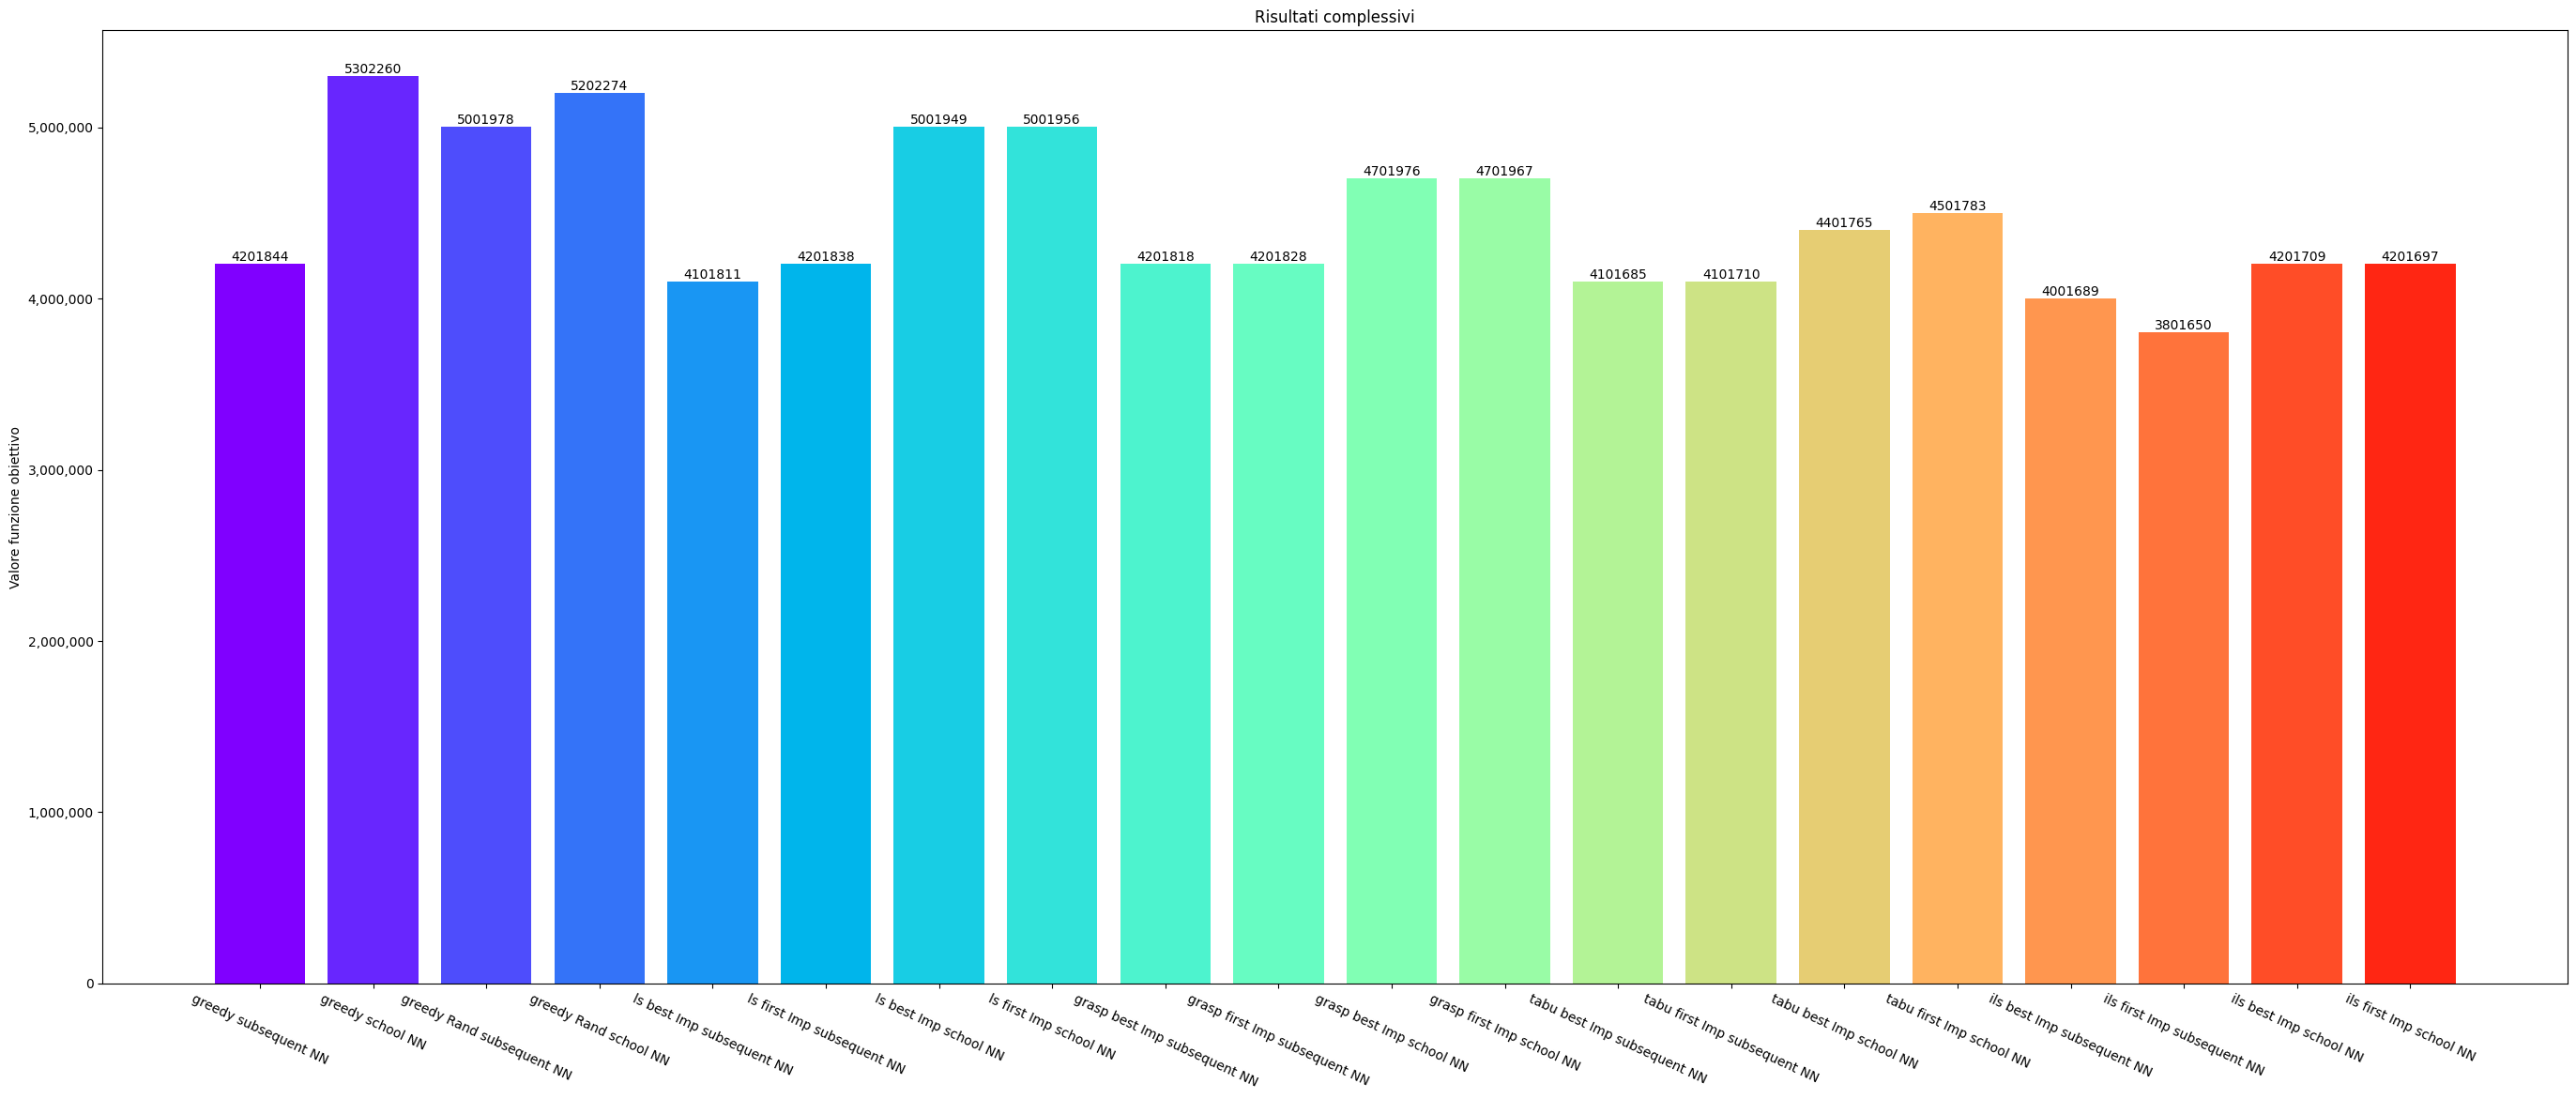 Risultati complessivi
Valore funzione obiettivo
5,000,000
4,000,000
3,000,000
2,000,000
1,000,000
0
4201844
5302260
5001978
5202274
4101811
4201838
5001949
5001956
4201818
4201828
4701976
4701967
4101685
4101710
4401765
4501783
4001689
3801650
4201709
4201697
greedy subsequent NN
greedy school NN
greedy Rand subsequent NN
greedy Rand school NN
ls best Imp subsequent NN
ls first Imp subsequent NN
ls best Imp school NN
ls first Imp school NN
grasp best Imp subsequent NN
grasp first Imp subsequent NN
grasp best Imp school NN
grasp first Imp school NN
tabu best Imp subsequent NN
tabu first Imp subsequent NN
tabu best Imp school NN
tabu first Imp school NN
ils best Imp subsequent NN
ils first Imp subsequent NN
ils best Imp school NN
ils first Imp school NN